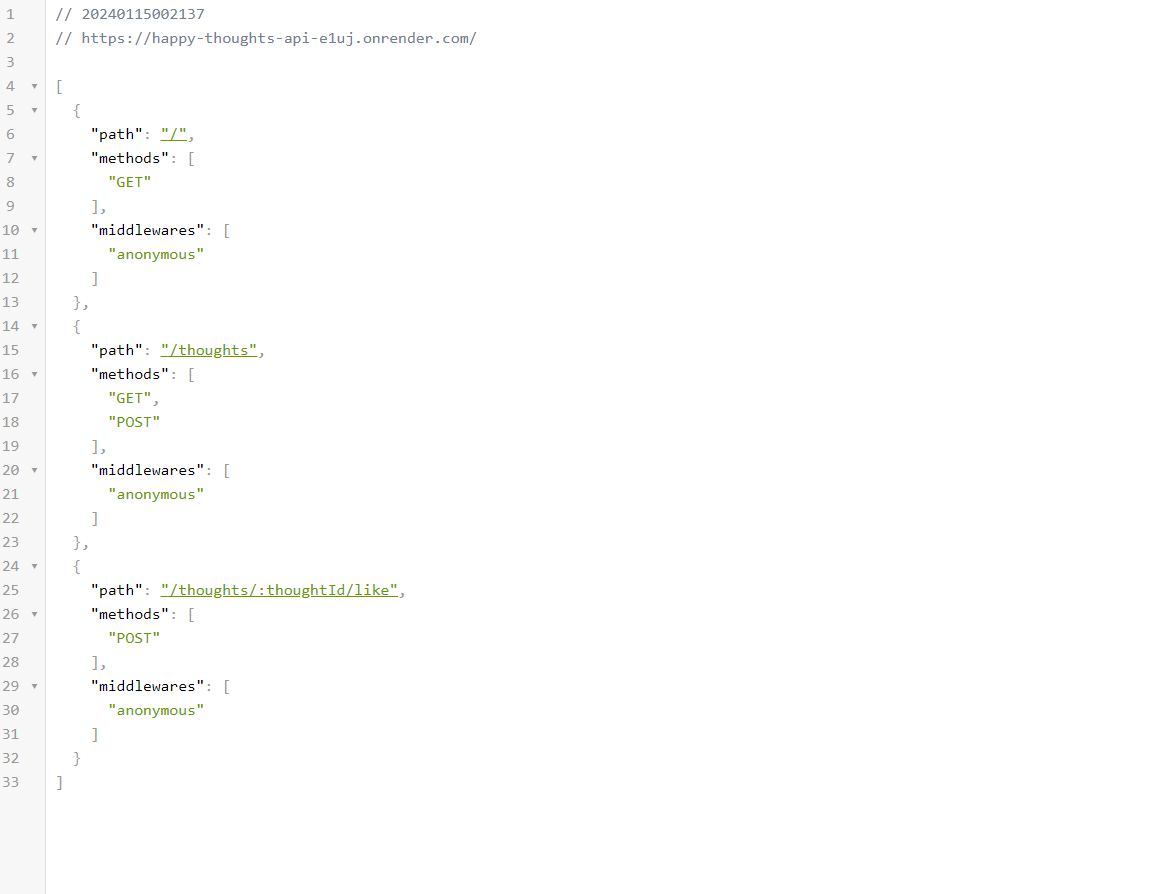 1 // 20240115002137
2 // https://happy-thoughts-api-e1uj.onrender.com/
3
4 [
5 {
6 "path": "/",
7 "methods": [
8 "GET"
9 ],
10 "middlewares": [
11 "anonymous"
12 ]
13 },
14 {
15 "path": "/thoughts",
16 "methods": [
17 "GET",
18 "POST"
19 ],
20 "middlewares": [
21 "anonymous"
22 ]
23 },
24 {
25 "path": "/thoughts/:thoughtId/like",
26 "methods": [
27 "POST"
28 ],
29 "middlewares": [
30 "anonymous"
31 ]
32 }
33 ]